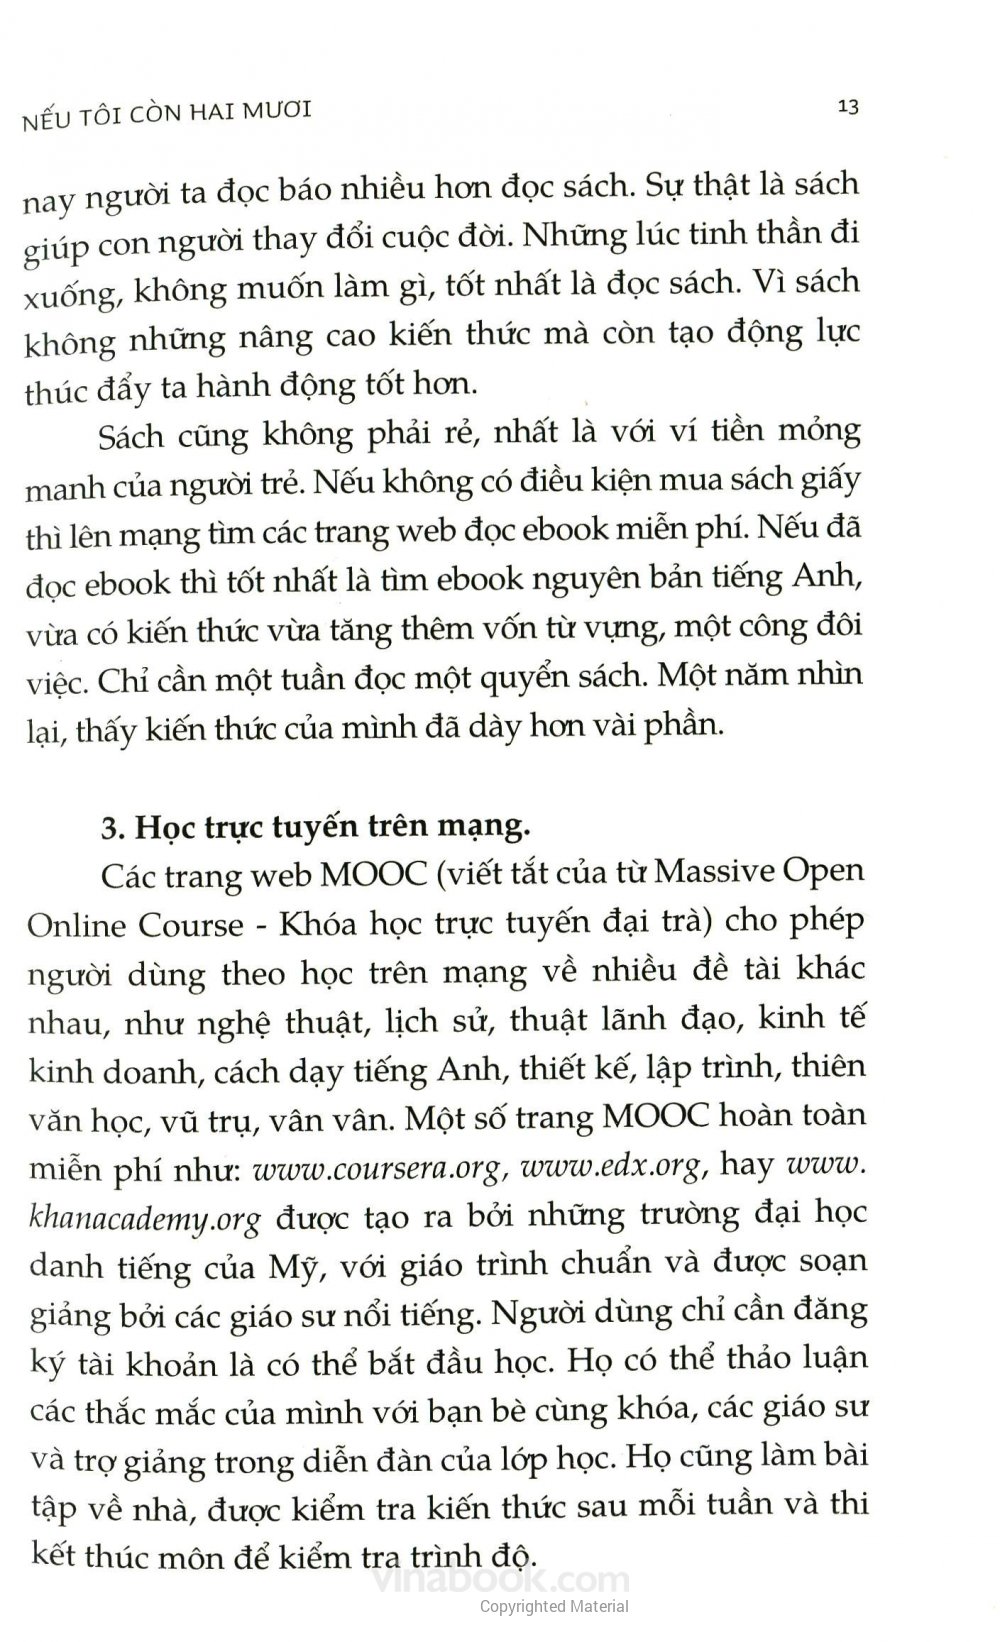 NẾU TÔI CÒN HAI MƯƠI
13
nay người ta đọc báo nhiều hơn đọc sách. Sự thật là sách
giúp con người thay đổi cuộc đời. Những lúc tinh thần đi
xuống, không muốn làm gì, tốt nhất là đọc sách. Vì sách
không những nâng cao kiến thức mà còn tạo động lực
thúc đẩy ta hành động tốt hơn.
Sách cũng không phải rẻ, nhất là với ví tiền mỏng
manh của người trẻ. Nếu không có điều kiện mua sách giấy
thì lên mạng tìm các trang web đọc ebook miễn phí. Nếu đã
đọc ebook thì tốt nhất là tìm ebook nguyên bản tiếng Anh,
vừa có kiến thức vừa tăng thêm vốn từ vựng, một công đôi
việc. Chỉ cần một tuần đọc một quyển sách. Một năm nhìn
lại, thấy kiến thức của mình đã dày hơn vài phần.
3. Học trực tuyến trên mạng.
Các trang web MOOC (viết tắt của từ Massive Open
Online Course - Khóa học trực tuyến đại trà) cho phép
người dùng theo học trên mạng về nhiều đề tài khác
nhau, như nghệ thuật, lịch sử, thuật lãnh đạo, kinh tế
kinh doanh, cách dạy tiếng Anh, thiết kế, lập trình, thiên
văn học, vũ trụ, vân vân. Một số trang MOOC hoàn toàn
miễn phí như: www.coursera.org, www.edx.org, hay www.
khanacademy.org được tạo ra bởi những trường đại học
danh tiếng của Mỹ, với giáo trình chuẩn và được soạn
giảng bởi các giáo sư nổi tiếng. Người dùng chỉ cần đăng
ký tài khoản là có thể bắt đầu học. Họ có thể thảo luận
các thắc mắc của mình với bạn bè cùng khóa, các giáo sư
và trợ giảng trong diễn đàn của lớp học. Họ cũng làm bài
tập về nhà, được kiểm tra kiến thức sau mỗi tuần và thi
kết thúc môn để kiểm tra trình độ.
vinabook.com
Copyrighted Material